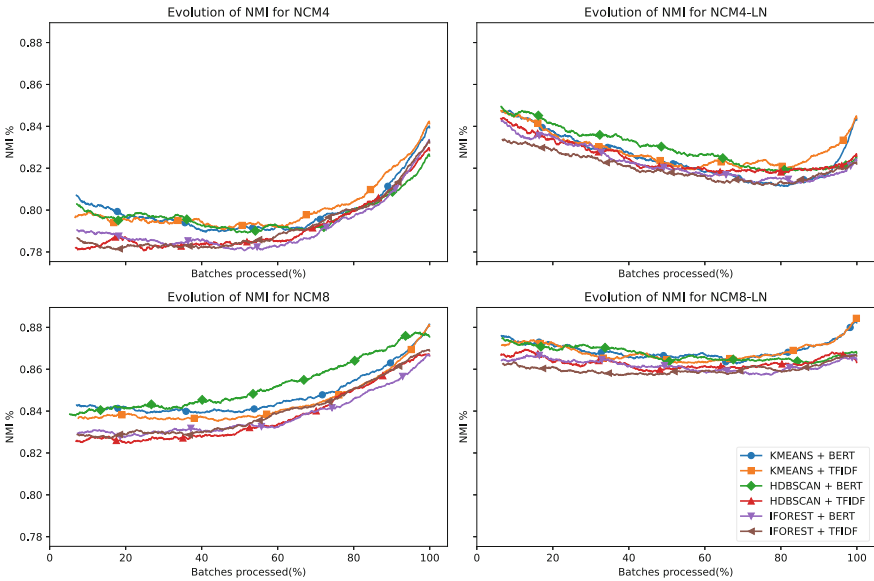 Evolution of NMI for NCM4
0.88
0.86
0.84
0.82
0.80
0.78
NMI %
Batches processed(%)
Evolution of NMI for NCM4-LN
NMI %
Batches processed(%)
Evolution of NMI for NCM8
0.88
0.86
0.84
0.82
0.80
0.78
NMI %
0 20 40 60 80 100
Batches processed(%)
Evolution of NMI for NCM8-LN
NMI %
KMEANS + BERT
KMEANS + TFIDF
HDBSCAN + BERT
HDBSCAN + TFIDF
IFOREST + BERT
IFOREST + TFIDF
0 20 40 60 80 100
Batches processed(%)